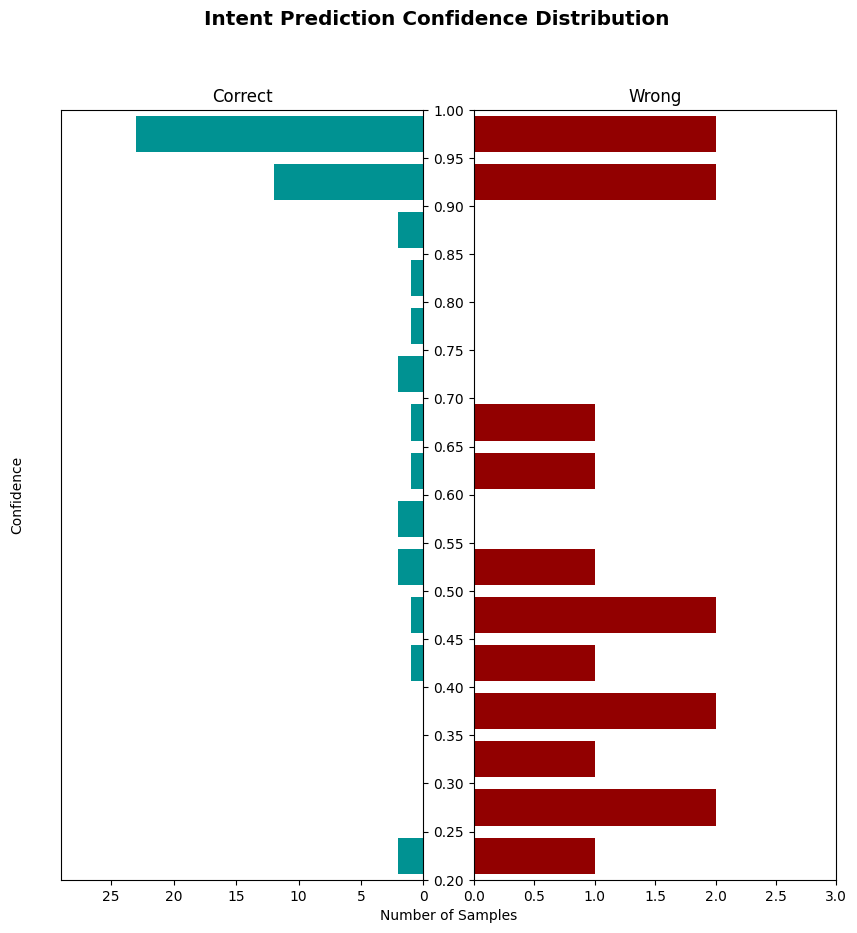 Intent Prediction Confidence Distribution
Correct
Wrong
1.00
0.95
0.90
0.85
0.80
0.75
0.70
0.65
0.60
0.55
0.50
0.45
0.40
0.35
0.30
0.25
0.20
Confidence
25 20 15 10 5 0
0.0 0.5 1.0 1.5 2.0 2.5 3.0
Number of Samples